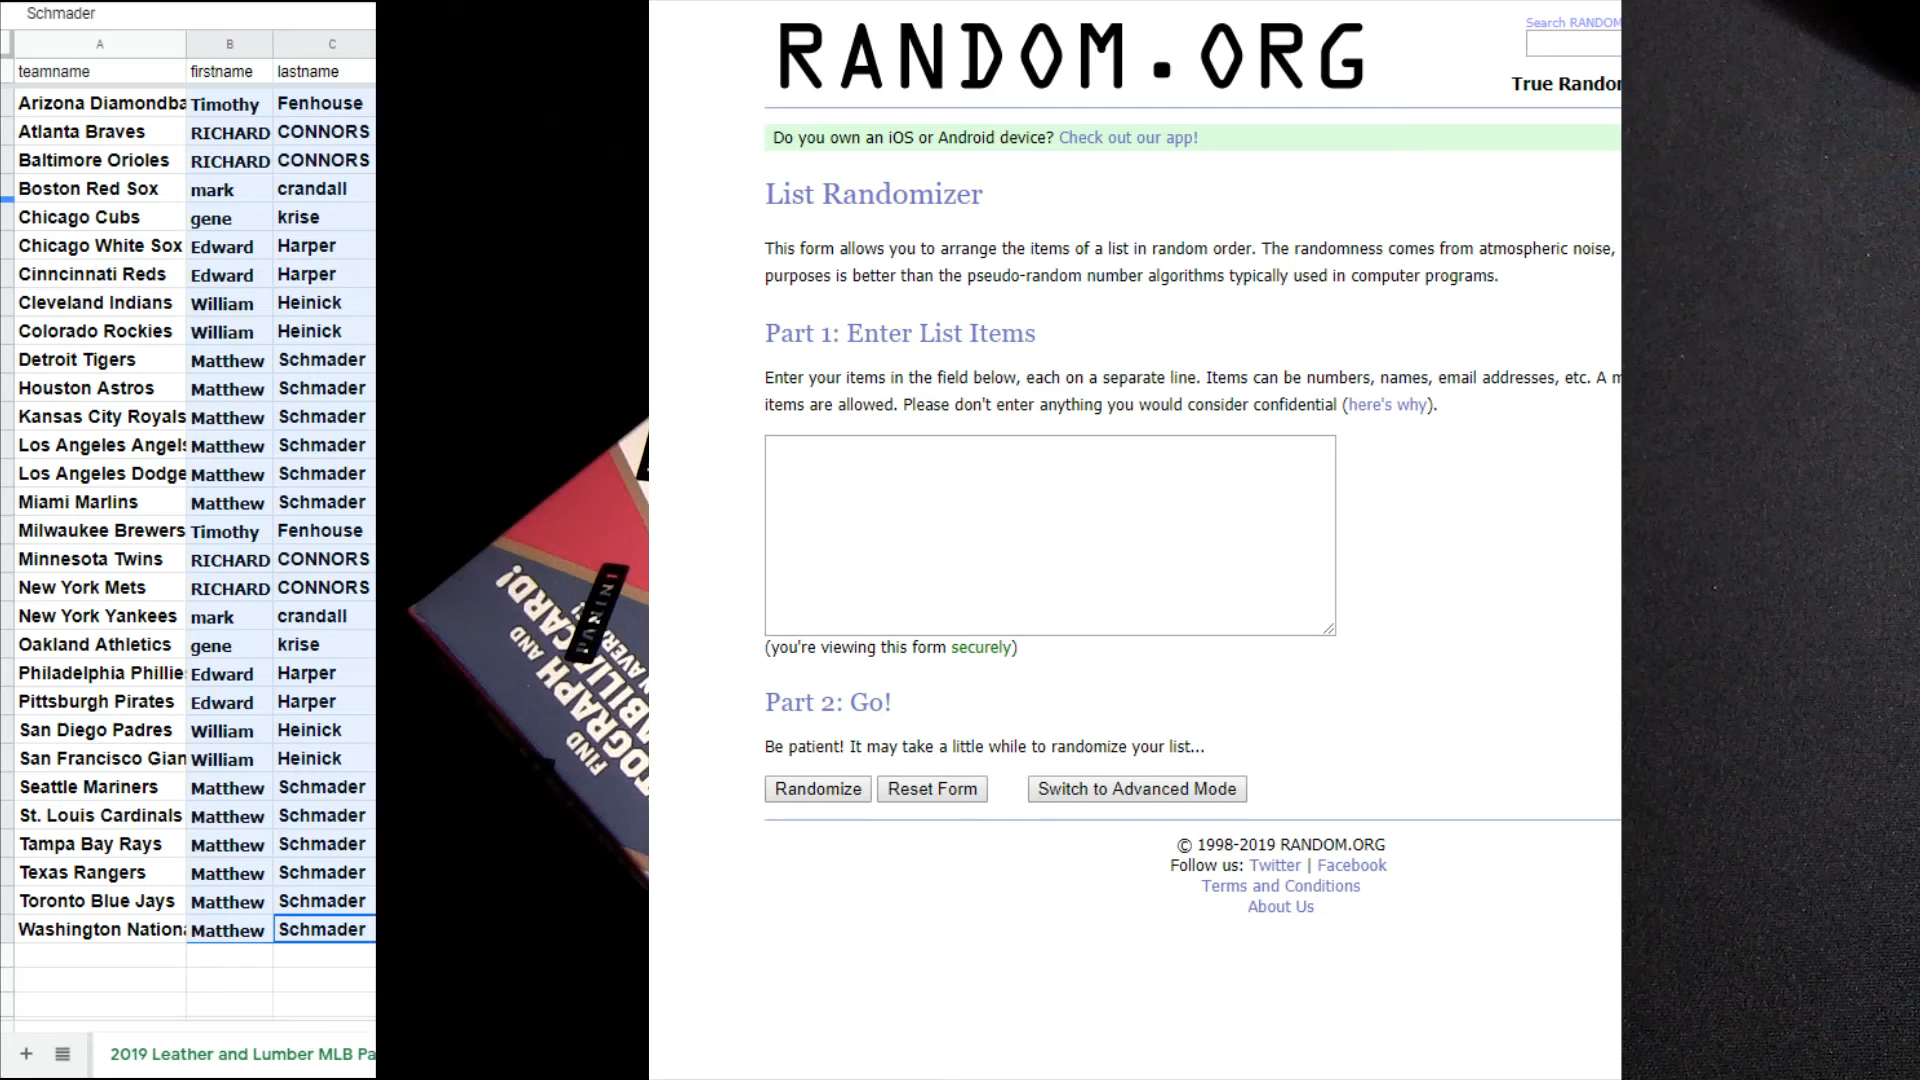 Schmader
A B C
teamname firstname lastname
Arizona Diamondba Timothy Fenhouse
Atlanta Braves RICHARD CONNORS
Baltimore Orioles RICHARD CONNORS
Boston Red Sox mark crandall
Chicago Cubs gene krise
Chicago White Sox Edward Harper
Cinncinnati Reds Edward Harper
Cleveland Indians William Heinick
Colorado Rockies William Heinick
Detroit Tigers Matthew Schmader
Houston Astros Matthew Schmader
Kansas City Royals Matthew Schmader
Los Angeles Angels Matthew Schmader
Los Angeles Dodge Matthew Schmader
Miami Marlins Matthew Schmader
Milwaukee Brewers Timothy Fenhouse
Minnesota Twins RICHARD CONNORS
New York Mets RICHARD CONNORS
New York Yankees mark crandall
Oakland Athletics gene krise
Philadelphia Phillie Edward Harper
Pittsburgh Pirates Edward Harper
San Diego Padres William Heinick
San Francisco Gian William Heinick
Seattle Mariners Matthew Schmader
St. Louis Cardinals Matthew Schmader
Tampa Bay Rays Matthew Schmader
Texas Rangers Matthew Schmader
Toronto Blue Jays Matthew Schmader
Washington Nationa Matthew Schmader
2019 Leather and Lumber MLB Pa
FIND
AND
CARD!
RANDOM.ORG
Search RANDOM
True Rando
Do you own an iOS or Android device? Check out our app!
List Randomizer
This form allows you to arrange the items of a list in random order. The randomness comes from atmospheric noise,
purposes is better than the pseudo-random number algorithms typically used in computer programs.
Part 1: Enter List Items
Enter your items in the field below, each on a separate line. Items can be numbers, names, email addresses, etc. A m
items are allowed. Please don't enter anything you would consider confidential (here's why).
(you're viewing this form securely)
Part 2: Go!
Be patient! It may take a little while to randomize your list...
Randomize Reset Form Switch to Advanced Mode
© 1998-2019 RANDOM.ORG
Follow us: Twitter | Facebook
Terms and Conditions
About Us